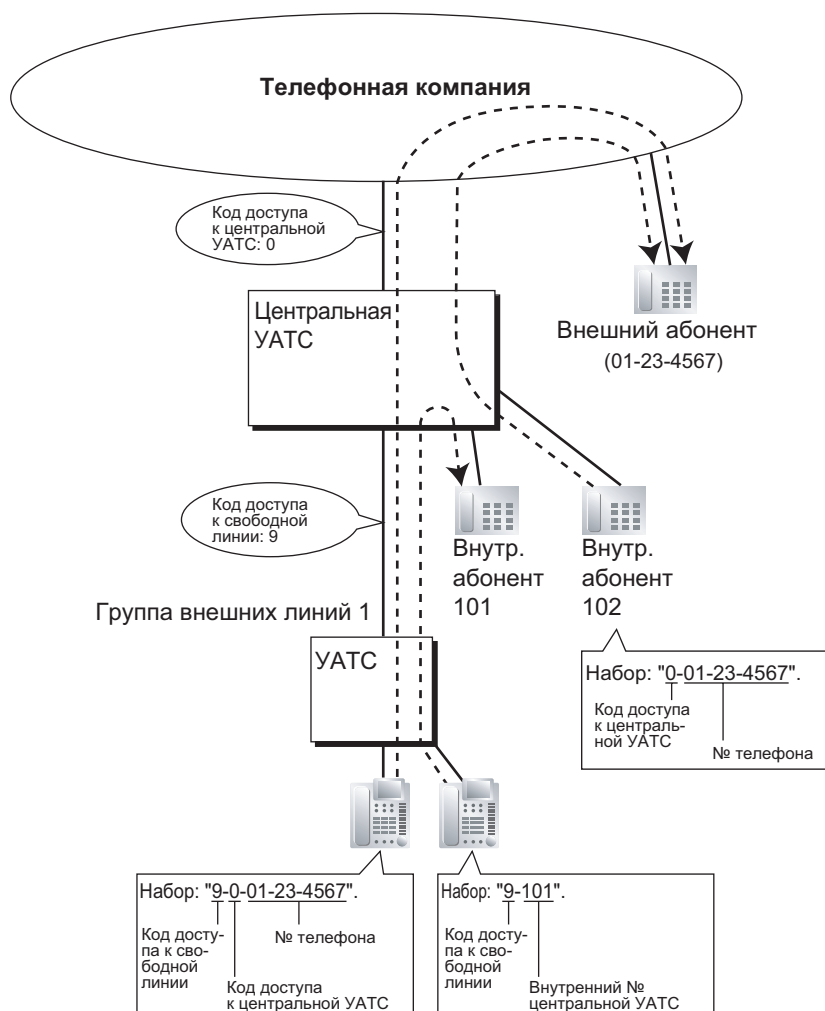 Телефонная компания
Код доступа
к центральной
УАТС: 0
Центральная
УАТС
Внешний абонент
(01-23-4567)
Код доступа
к свободной
линии: 9
Внутр.
абонент
101
Внутр.
абонент
102
Группа внешних линий 1
УАТС
Набор: "0-01-23-4567".
Код доступа
к централь-
ной УАТС
№ телефона
Набор: "9-0-01-23-4567".
Код досту-
па к сво-
бодной
линии
№ телефона
Код доступа
к центральной УАТС
Набор: "9-101".
Код досту-
па к сво-
бодной
линии
Внутренний №
центральной УАТС